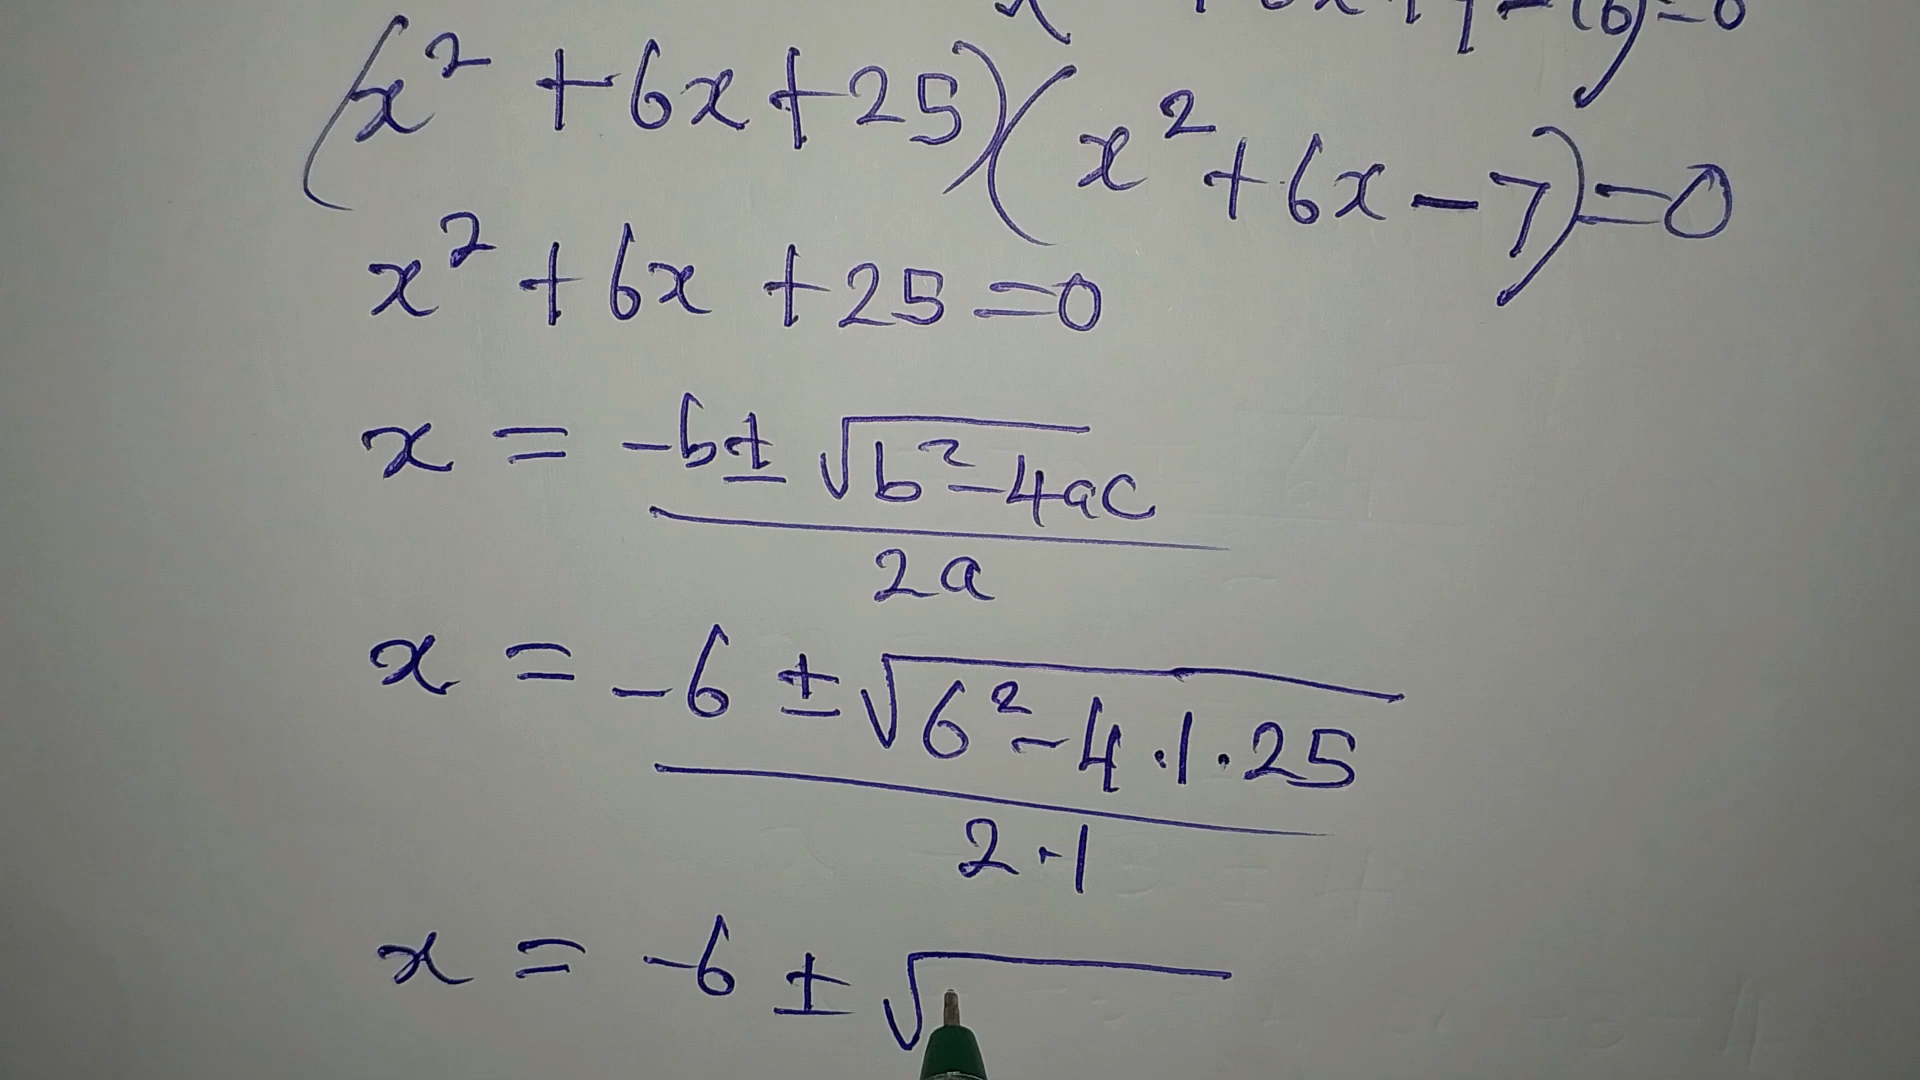 (x² + 6x + 25)(x² + 6x - 7) = 0
x² + 6x + 25 = 0
x = -b ± √b² - 4ac
2a
x = -6 ± √6² - 4 · 1 · 25
2 · 1
x = -6 ± √